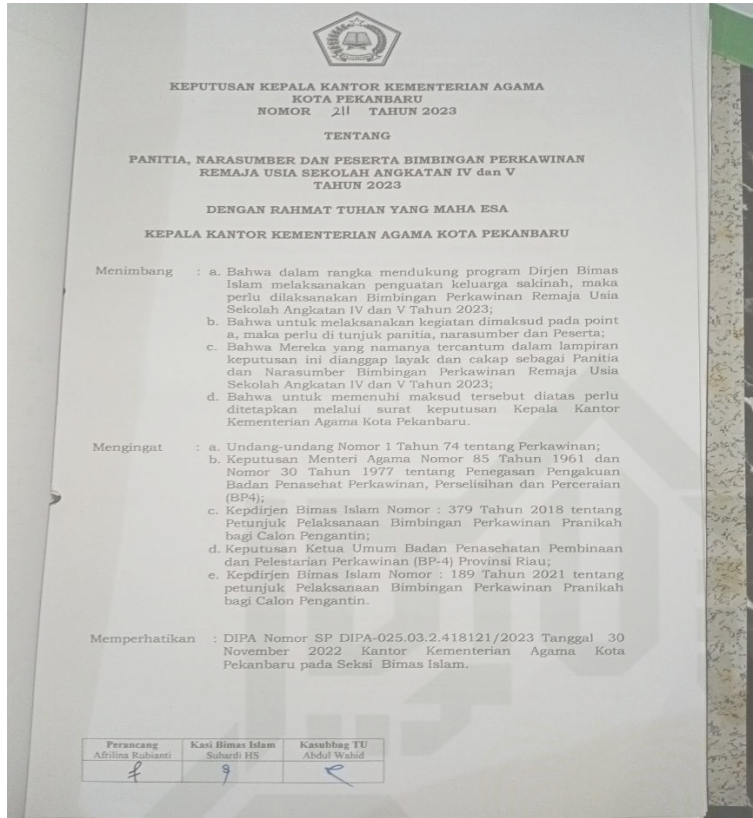 KEPUTUSAN KEPALA KANTOR KEMENTERIAN AGAMA
KOTA PEKANBARU
NOMOR 211 TAHUN 2023
TENTANG
PANITIA, NARASUMBER DAN PESERTA BIMBINGAN PERKAWINAN
REMAJA USIA SEKOLAH ANGKATAN IV dan V
TAHUN 2023
DENGAN RAHMAT TUHAN YANG MAHA ESA
KEPALA KANTOR KEMENTERIAN AGAMA KOTA PEKANBARU
Menimbang : a. Bahwa dalam rangka mendukung program Dirjen Bimas
Islam melaksanakan penguatan keluarga sakinah, maka
perlu dilaksanakan Bimbingan Perkawinan Remaja Usia
Sekolah Angkatan IV dan V Tahun 2023;
b. Bahwa untuk melaksanakan kegiatan dimaksud pada point
a, maka perlu di tunjuk panitia, narasumber dan Peserta;
c. Bahwa Mereka yang namanya tercantum dalam lampiran
keputusan ini dianggap layak dan cakap sebagai Panitia
dan Narasumber Bimbingan Perkawinan Remaja Usia
Sekolah Angkatan IV dan V Tahun 2023;
d. Bahwa untuk memenuhi maksud tersebut diatas perlu
ditetapkan melalui surat keputusan Kepala Kantor
Kementerian Agama Kota Pekanbaru.
Mengingat : a. Undang-undang Nomor 1 Tahun 74 tentang Perkawinan;
b. Keputusan Menteri Agama Nomor 85 Tahun 1961 dan
Nomor 30 Tahun 1977 tentang Penegasan Pengakuan
Badan Penasehat Perkawinan, Perselisihan dan Perceraian
(BP4);
c. Kepdirjen Bimas Islam Nomor : 379 Tahun 2018 tentang
Petunjuk Pelaksanaan Bimbingan Perkawinan Pranikah
bagi Calon Pengantin;
d. Keputusan Ketua Umum Badan Penasehatan Pembinaan
dan Pelestarian Perkawinan (BP-4) Provinsi Riau;
e. Kepdirjen Bimas Islam Nomor : 189 Tahun 2021 tentang
petunjuk Pelaksanaan Bimbingan Perkawinan Pranikah
bagi Calon Pengantin.
Memperhatikan : DIPA Nomor SP DIPA-025.03.2.418121/2023 Tanggal 30
November 2022 Kantor Kementerian Agama Kota
Pekanbaru pada Seksi Bimas Islam.
Perancang Kasi Bimas Islam Kasubbag TU
Afrilina Rubianti Suhardi HS Abdul Wahid